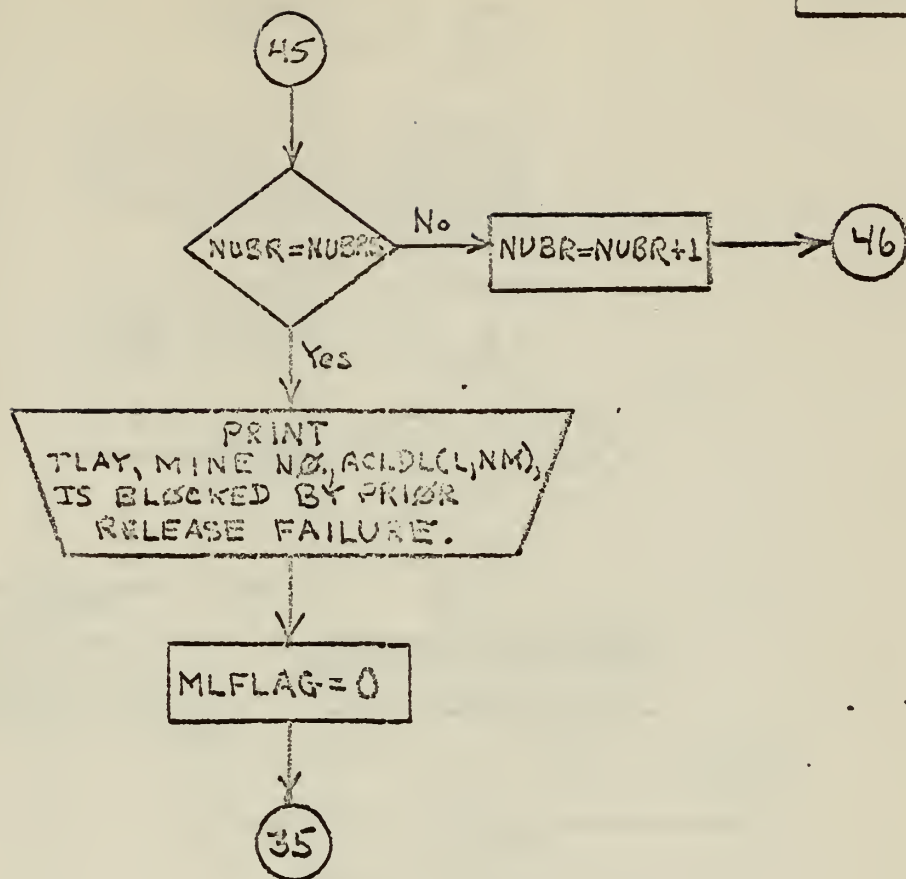 45
NUBR=NUBRS
No
NUBR=NUBR+1
46
Yes
PRINT
TLAY, MINE NØ., ACLDL(L,NM),
IS BLØCKED BY PRIØR
RELEASE FAILURE.
MLFLAG=0
35